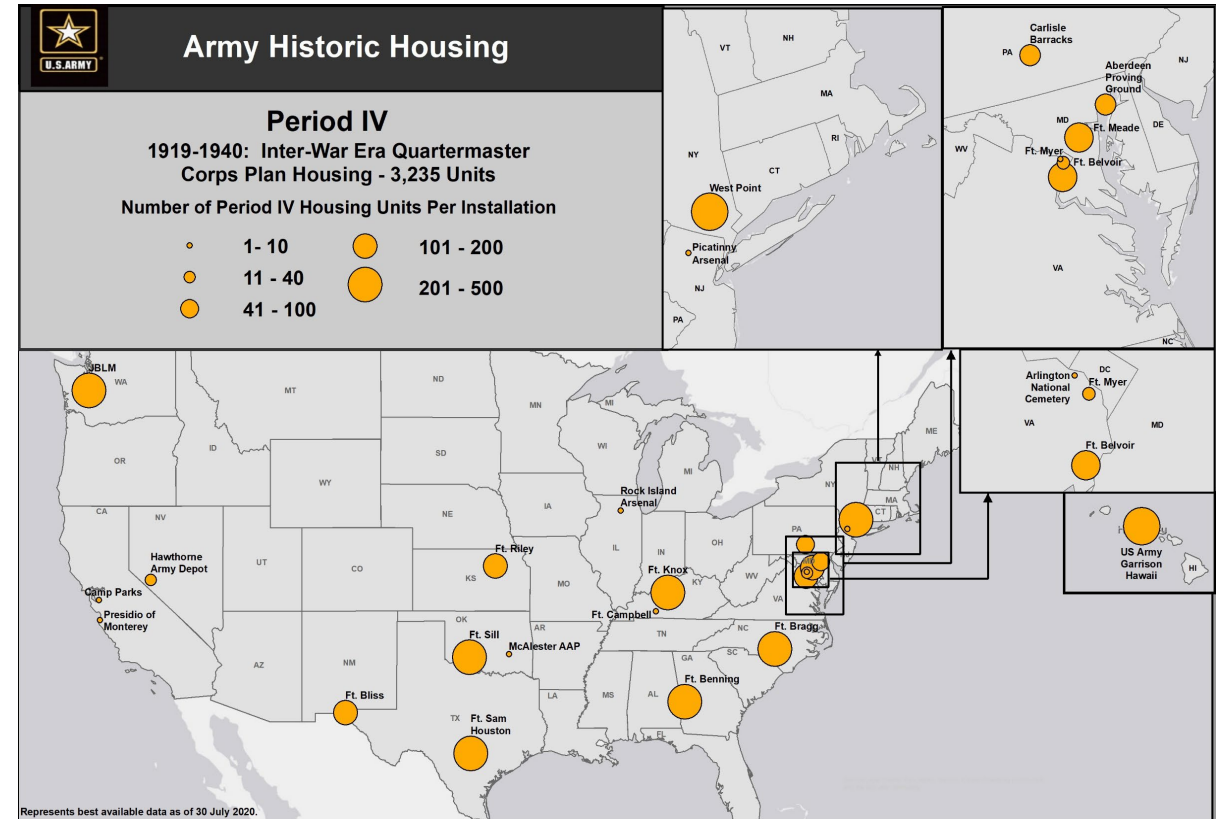 U.S.ARMY
Army Historic Housing
Period IV
1919-1940: Inter-War Era Quartermaster
Corps Plan Housing - 3,235 Units
Number of Period IV Housing Units Per Installation
1- 10
11 - 40
41 - 100
101 - 200
201 - 500
VT
NH
MA
NY
RI
CT
West Point
Picatinny
Arsenal
NJ
PA
Carlisle
Barracks
PA
NJ
Aberdeen
Proving
Ground
MD
DE
Ft. Meade
WV
Ft. Myer
Ft. Belvoir
VA
NC
Arlington
National
Cemetery
DC
Ft. Myer
VA
MD
Ft. Belvoir
US Army
Garrison
Hawaii
HI
JBLM
WA
MT
ND
MN
MI
ME
OR
ID
SD
WI
MI
VT
NH
NY
MA
CT
WY
Rock Island
Arsenal
CA
NV
NE
IA
PA
Hawthorne
Army Depot
UT
CO
Ft. Riley
KS
IL
IN
OH
MO
Ft. Knox
KY
WV
VA
Camp Parks
Presidio of
Monterey
Ft. Campbell
OK
AR
TN
NC
Ft. Bragg
Ft. Sill
McAlester AAP
AZ
NM
GA
SC
Ft. Benning
Ft. Bliss
LA
MS
AL
TX
Ft. Sam
Houston
FL
Represents best available data as of 30 July 2020.